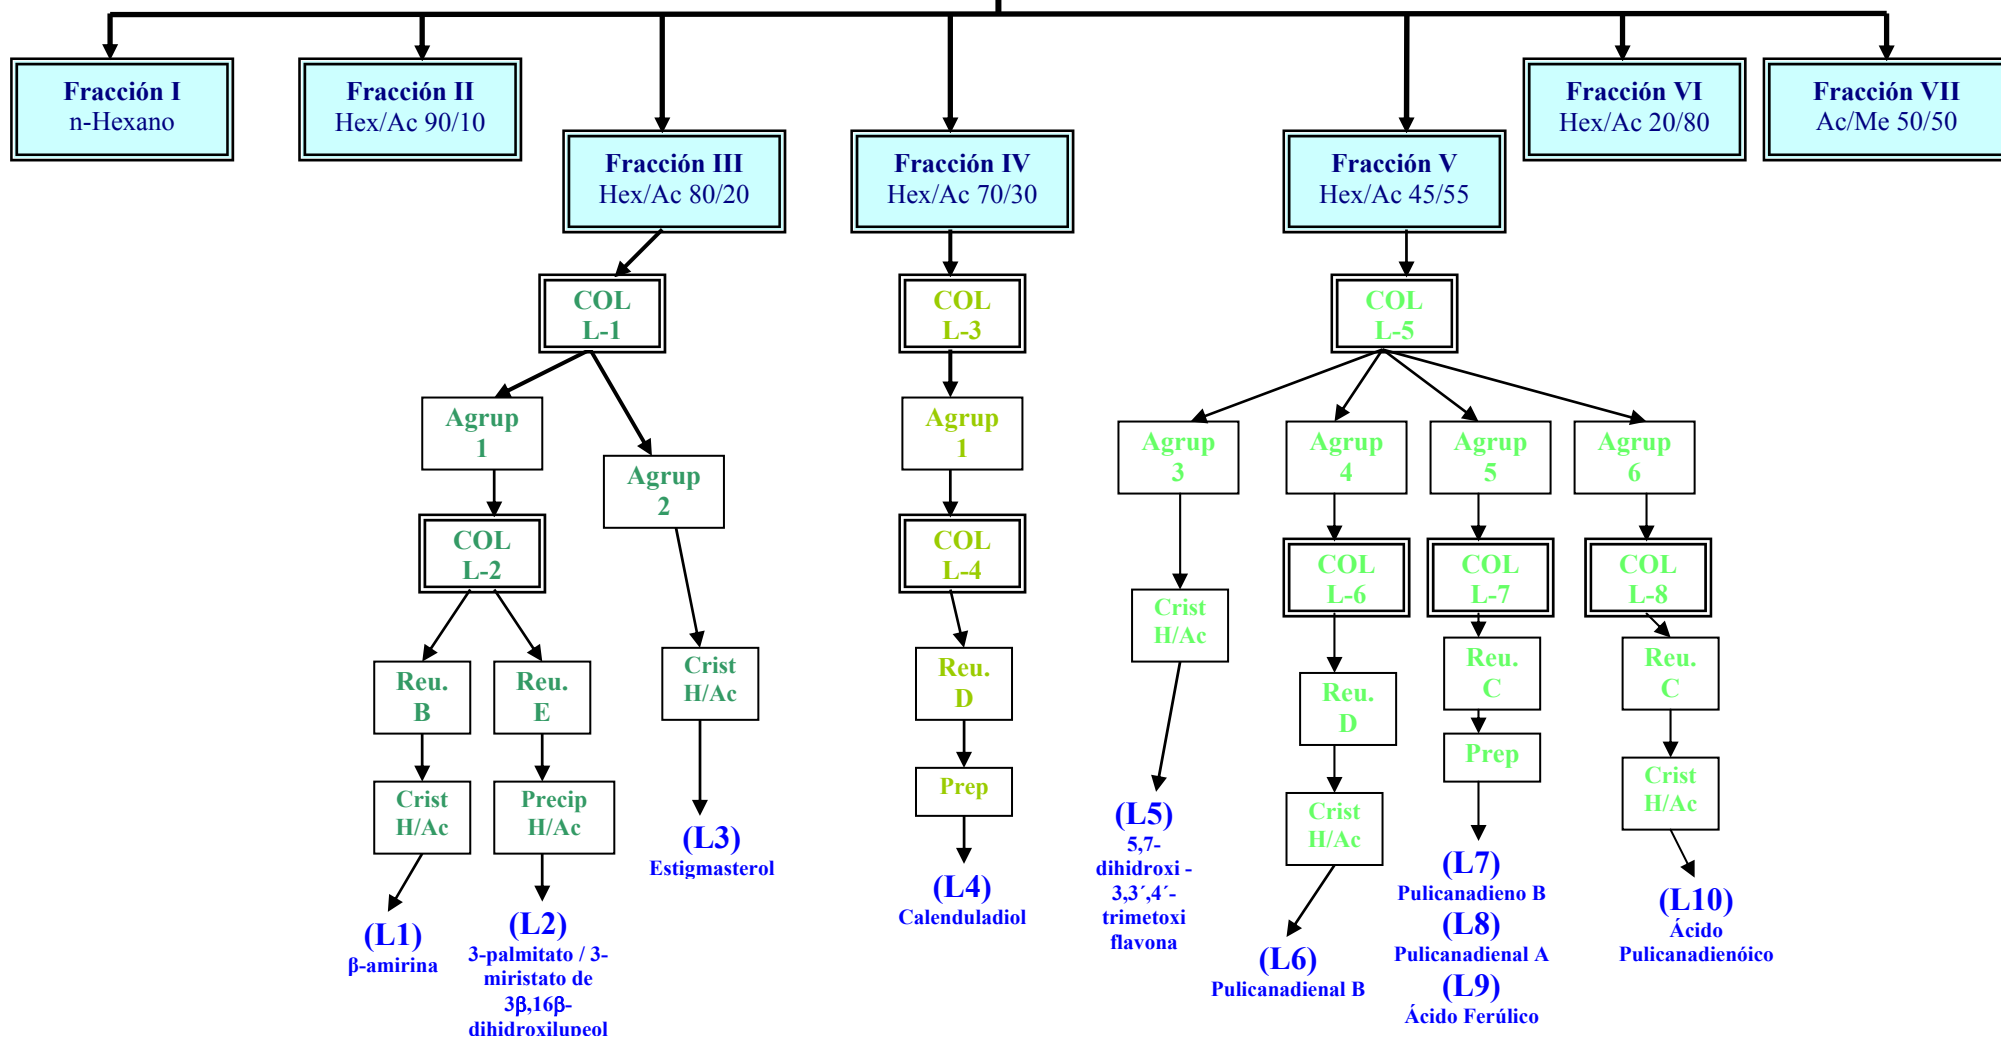 Fracción I
n-Hexano
Fracción II
Hex/Ac 90/10
Fracción III
Hex/Ac 80/20
Fracción IV
Hex/Ac 70/30
Fracción V
Hex/Ac 45/55
Fracción VI
Hex/Ac 20/80
Fracción VII
Ac/Me 50/50
COL
L-1
COL
L-3
COL
L-5
Agrup
1
Agrup
2
Agrup
1
Agrup
3
Agrup
4
Agrup
5
Agrup
6
COL
L-2
COL
L-4
COL
L-6
COL
L-7
COL
L-8
Reu.
B
Reu.
E
Crist
H/Ac
Reu.
D
Crist
H/Ac
Reu.
D
Reu.
C
Reu.
C
Crist
H/Ac
Precip
H/Ac
Prep
Crist
H/Ac
Prep
Crist
H/Ac
(L1)
β-amirina
(L2)
3-palmitato / 3-
miristato de
3β,16β-
dihidroxilupeol
(L3)
Estigmasterol
(L4)
Calenduladiol
(L5)
5,7-
dihidroxi -
3,3´,4´-
trimetoxi
flavona
(L6)
Pulicanadienal B
(L7)
Pulicanadieno B
(L8)
Pulicanadienal A
(L9)
Ácido Ferúlico
(L10)
Ácido
Pulicanadienóico